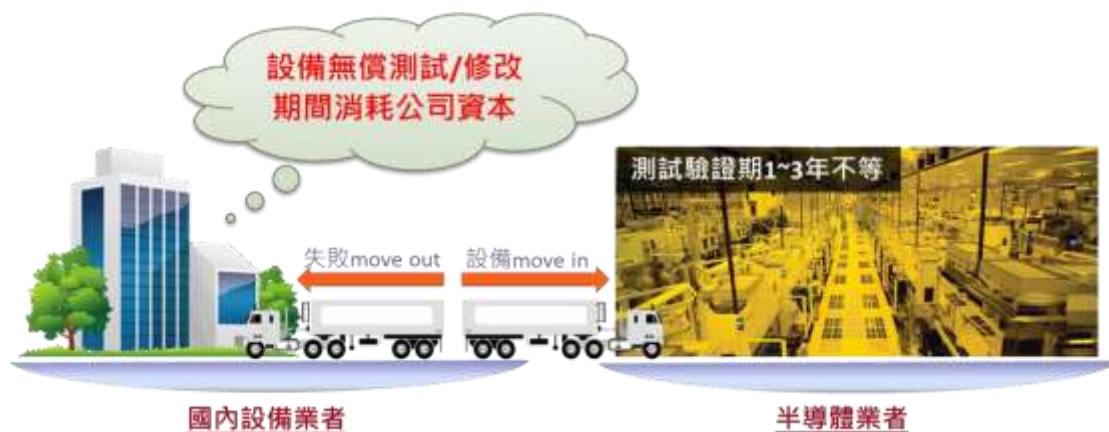 設備無償測試/修改
期間消耗公司資本
測試驗證期1~3年不等
失敗move out
設備move in
國內設備業者
半導體業者